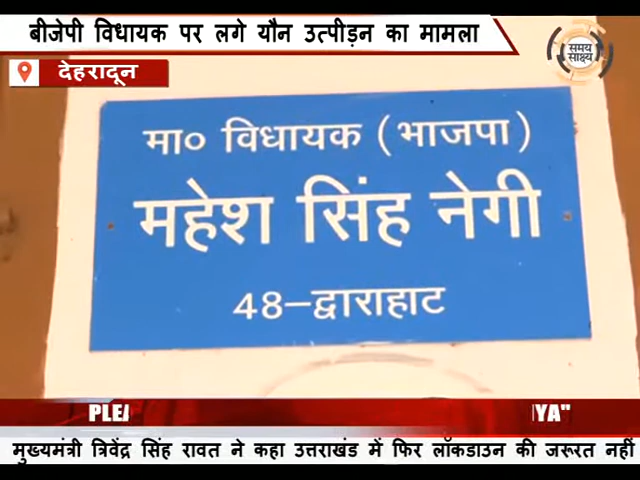 बीजेपी विधायक पर लगे यौन उत्पीड़न का मामला
समय
साक्ष्य
देहरादून
मा० विधायक (भाजपा)
महेश सिंह नेगी
48-द्वाराहाट
PLEA
YA"
मुख्यमंत्री त्रिवेंद्र सिंह रावत ने कहा उत्तराखंड में फिर लॉकडाउन की जरूरत नहीं